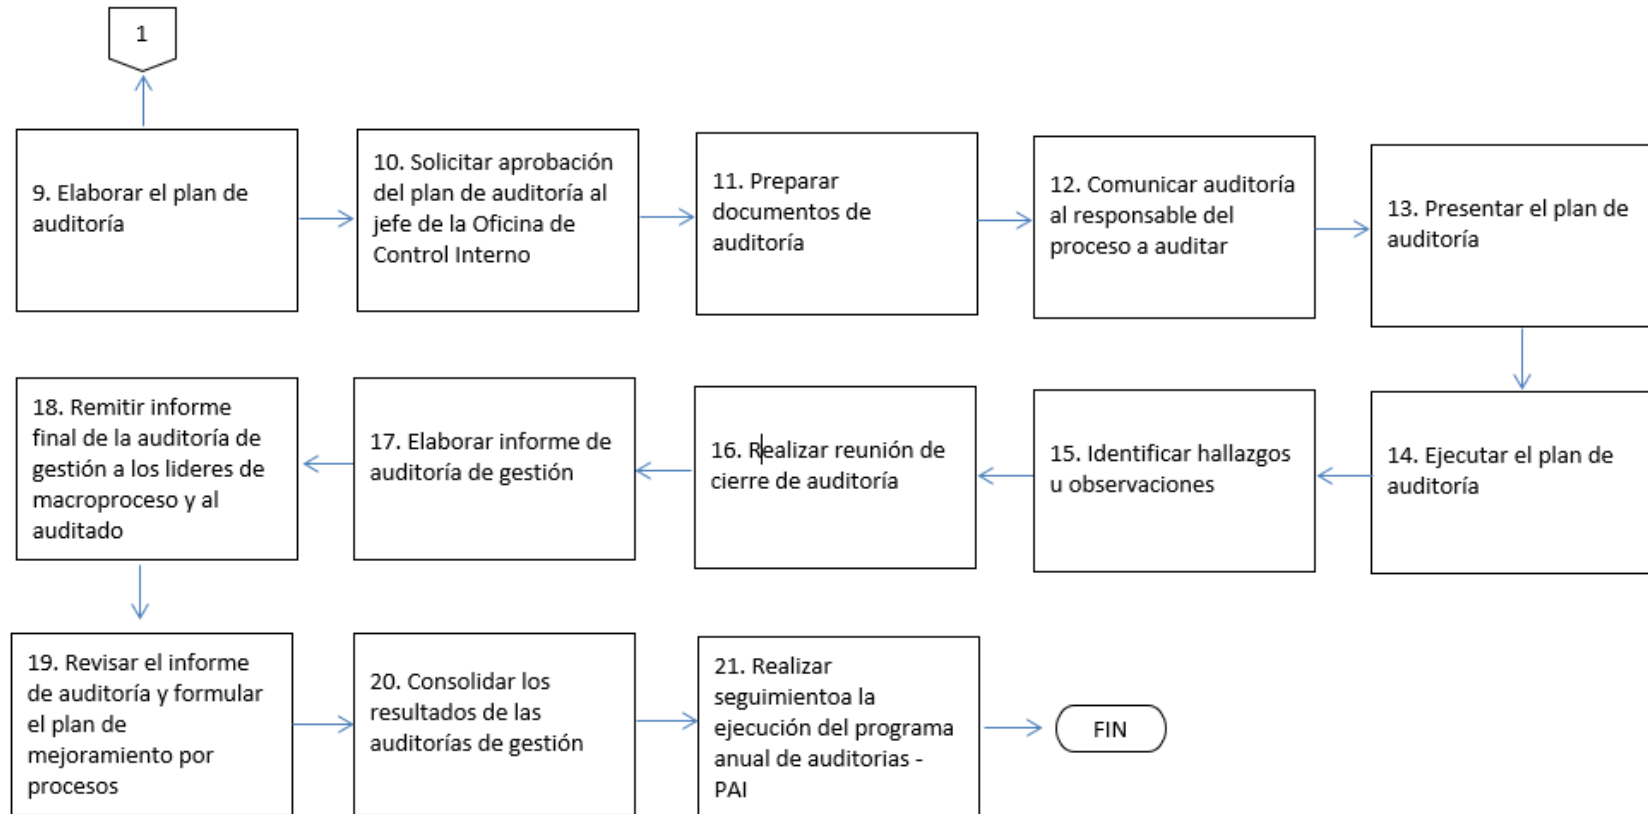 1
9. Elaborar el plan de
auditoría
10. Solicitar aprobación
del plan de auditoría al
jefe de la Oficina de
Control Interno
11. Preparar
documentos de
auditoría
12. Comunicar auditoría
al responsable del
proceso a auditar
13. Presentar el plan de
auditoría
14. Ejecutar el plan de
auditoría
15. Identificar hallazgos
u observaciones
16. Realizar reunión de
cierre de auditoría
17. Elaborar informe de
auditoría de gestión
18. Remitir informe
final de la auditoría de
gestión a los lideres de
macroproceso y al
auditado
19. Revisar el informe
de auditoría y formular
el plan de
mejoramiento por
procesos
20. Consolidar los
resultados de las
auditorías de gestión
21. Realizar
seguimientoa la
ejecución del programa
anual de auditorias -
PAI
FIN